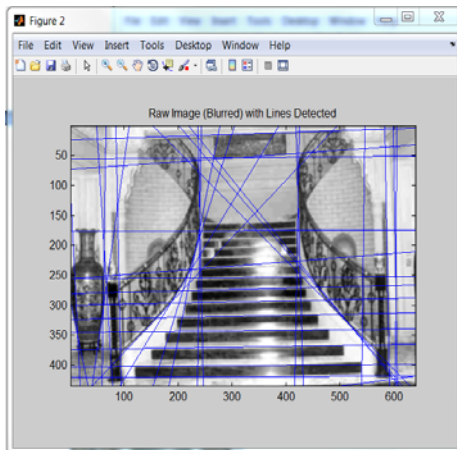 Figure 2
File Edit View Insert Tools Desktop Window Help
Raw Image (Blurred) with Lines Detected
50
100
150
200
250
300
350
400
100 200 300 400 500 600